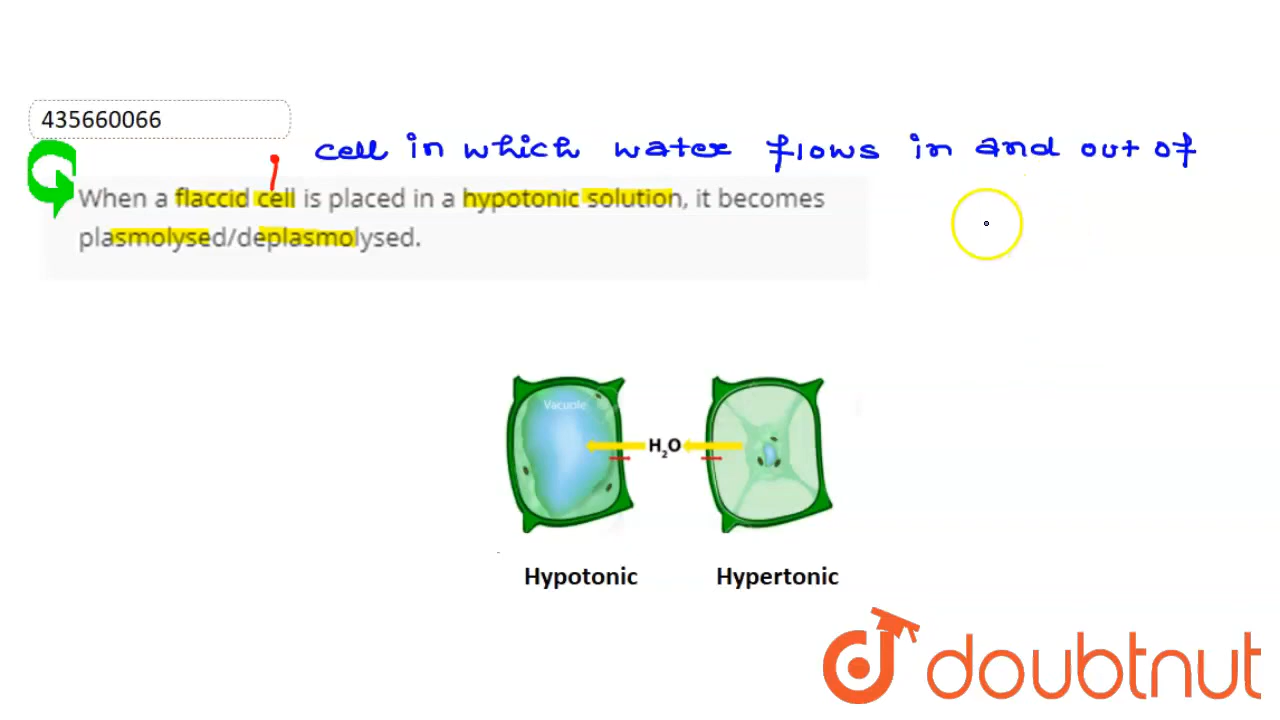 435660066
cell in which water flows in and out of
When a flaccid cell is placed in a hypotonic solution, it becomes
plasmolysed/deplasmolysed.
Vacuole
H₂O
Hypotonic Hypertonic
doubtnut